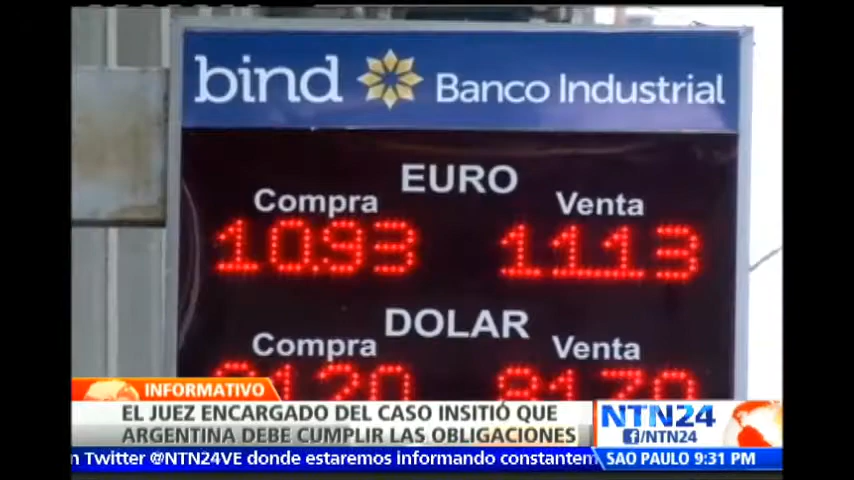 bind Banco Industrial
EURO
Compra Venta
10.93 11.13
DOLAR
Compra Venta
INFORMATIVO
EL JUEZ ENCARGADO DEL CASO INSITIÓ QUE
ARGENTINA DEBE CUMPLIR LAS OBLIGACIONES
NTN24
f/NTN24
n Twitter @NTN24VE donde estaremos informando constantem
SAO PAULO 9:31 PM